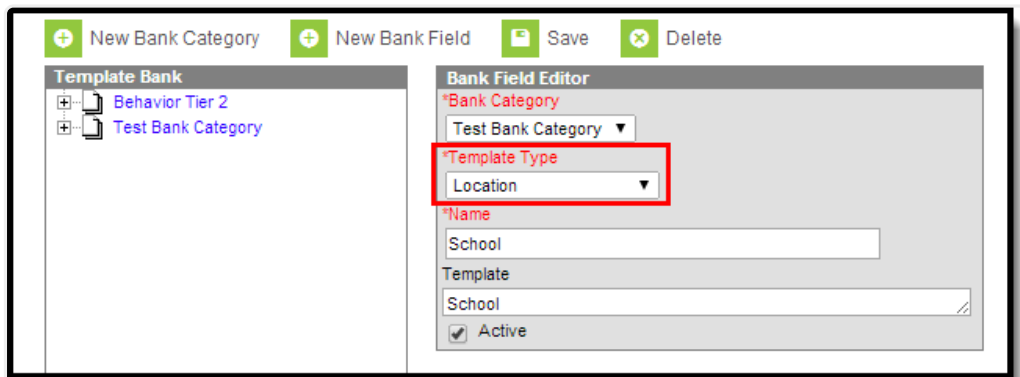 New Bank Category New Bank Field Save Delete
Template Bank
Behavior Tier 2
Test Bank Category
Bank Field Editor
*Bank Category
Test Bank Category
*Template Type
Location
*Name
School
Template
School
Active